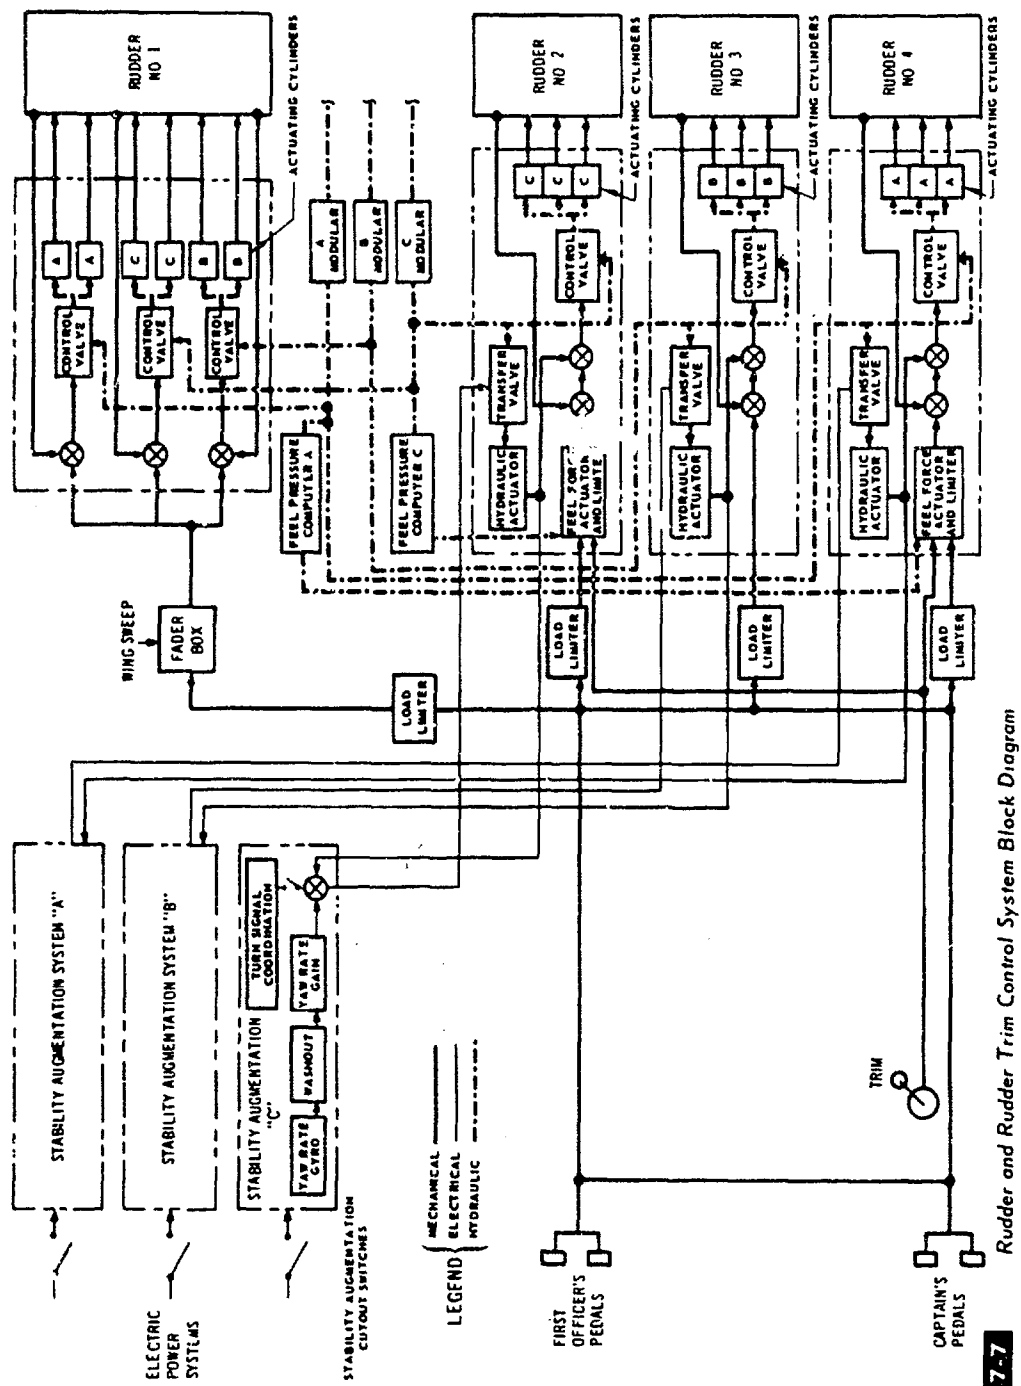 RUDDER
NO 1
ACTUATING CYLINDERS
A
A
C
C
B
B
CONTROL
VALVE
CONTROL
VALVE
CONTROL
VALVE
A
MODULAR
B
MODULAR
C
MODULAR
FEEL PRESSURE
COMPUTER A
FEEL PRESSURE
COMPUTER C
WING SWEEP
FADER
BOX
LOAD
LIMITER
RUDDER
NO 2
ACTUATING CYLINDERS
C
C
C
CONTROL
VALVE
TRANSFER
VALVE
HYDRAULIC
ACTUATOR
FEEL FORC
ACTUATOR
AND LIMITE
LOAD
LIMITER
RUDDER
NO 3
ACTUATING CYLINDERS
B
B
B
CONTROL
VALVE
TRANSFER
VALVE
HYDRAULIC
ACTUATOR
LOAD
LIMITER
RUDDER
NO 4
ACTUATING CYLINDERS
A
A
A
CONTROL
VALVE
TRANSFER
VALVE
HYDRAULIC
ACTUATOR
FEEL FORCE
ACTUATOR
AND LIMITER
LOAD
LIMITER
STABILITY AUGMENTATION SYSTEM "A"
STABILITY AUGMENTATION SYSTEM "B"
STABILITY AUGMENTATION
"C"
TURN SIGNAL
COORDINATION
YAW RATE
GYRO
WASHOUT
YAW RATE
GAIN
ELECTRIC
POWER
SYSTEMS
STABILITY AUGMENTATION
CUTOUT SWITCHES
LEGEND
MECHANICAL
ELECTRICAL
HYDRAULIC
FIRST
OFFICER'S
PEDALS
CAPTAIN'S
PEDALS
TRIM
Rudder and Rudder Trim Control System Block Diagram
7-7